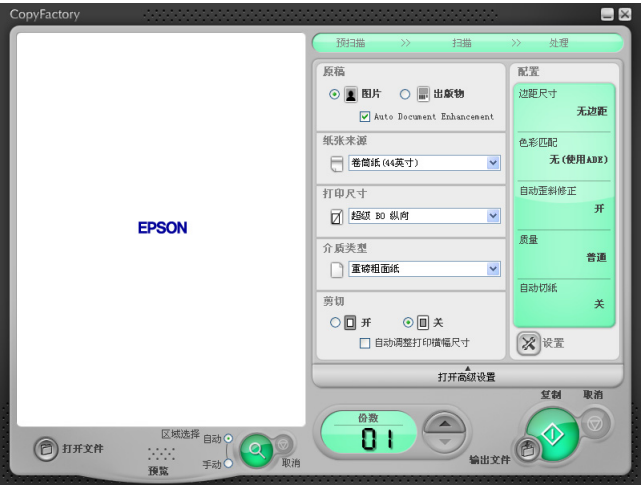 CopyFactory
EPSON
预扫描 >> 扫描 >> 处理
原稿
图片 出版物
Auto Document Enhancement
纸张来源
卷筒纸(44英寸)
打印尺寸
超级 B0 纵向
介质类型
重磅粗面纸
剪切
开 关
自动调整打印横幅尺寸
配置
边距尺寸
无边距
色彩匹配
无(使用ADE)
自动歪斜修正
开
质量
普通
自动切纸
关
设置
打开高级设置
打开文件
区域选择
自动
手动
预览
取消
份数
01
输出文件
复制 取消